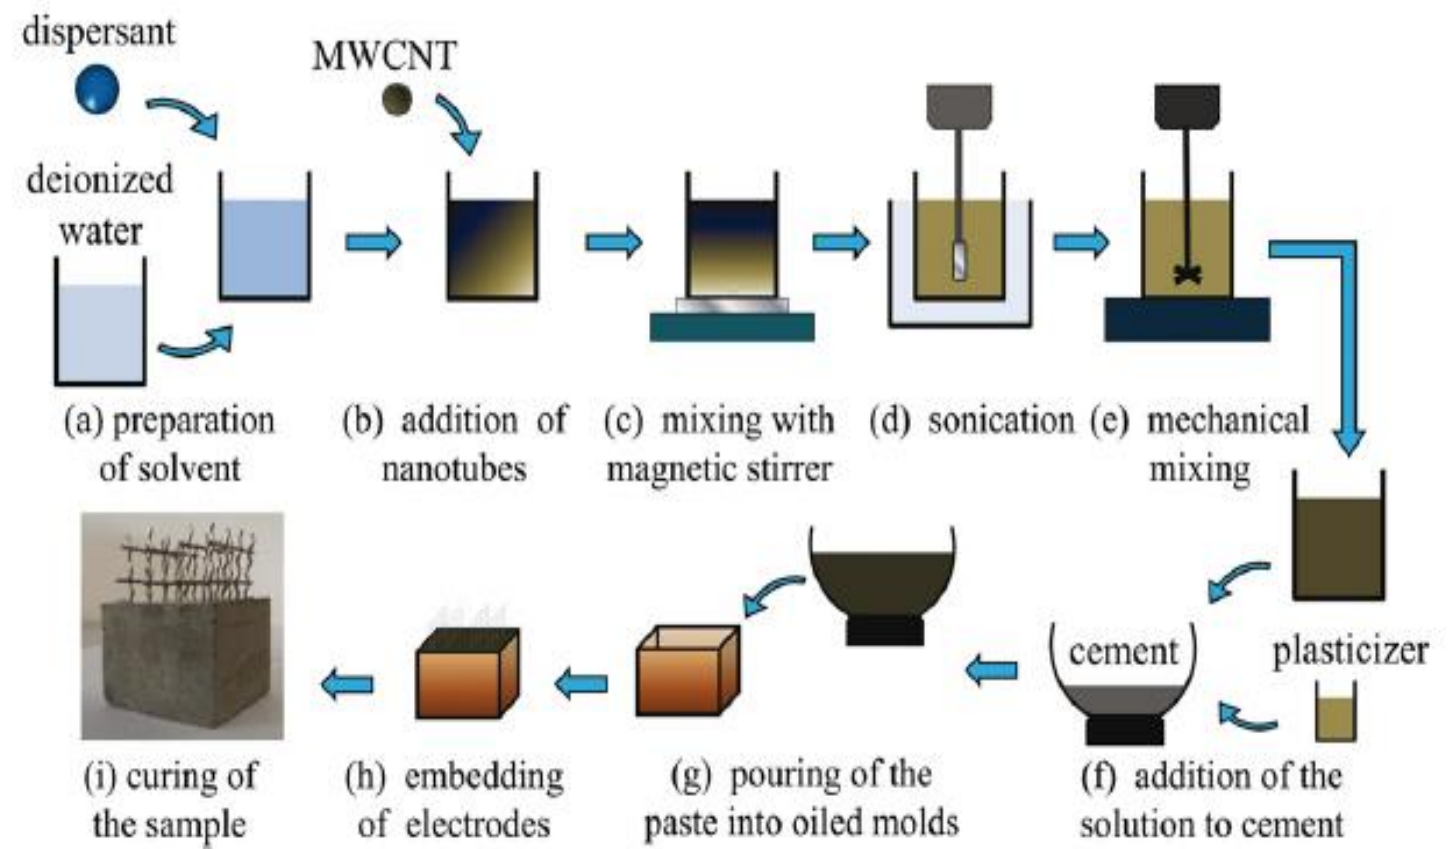 dispersant
MWCNT
deionized
water
(a) preparation
of solvent
(b) addition of
nanotubes
(c) mixing with
magnetic stirrer
(d) sonication
(e) mechanical
mixing
cement
plasticizer
(f) addition of the
solution to cement
(g) pouring of the
paste into oiled molds
(h) embedding
of electrodes
(i) curing of
the sample